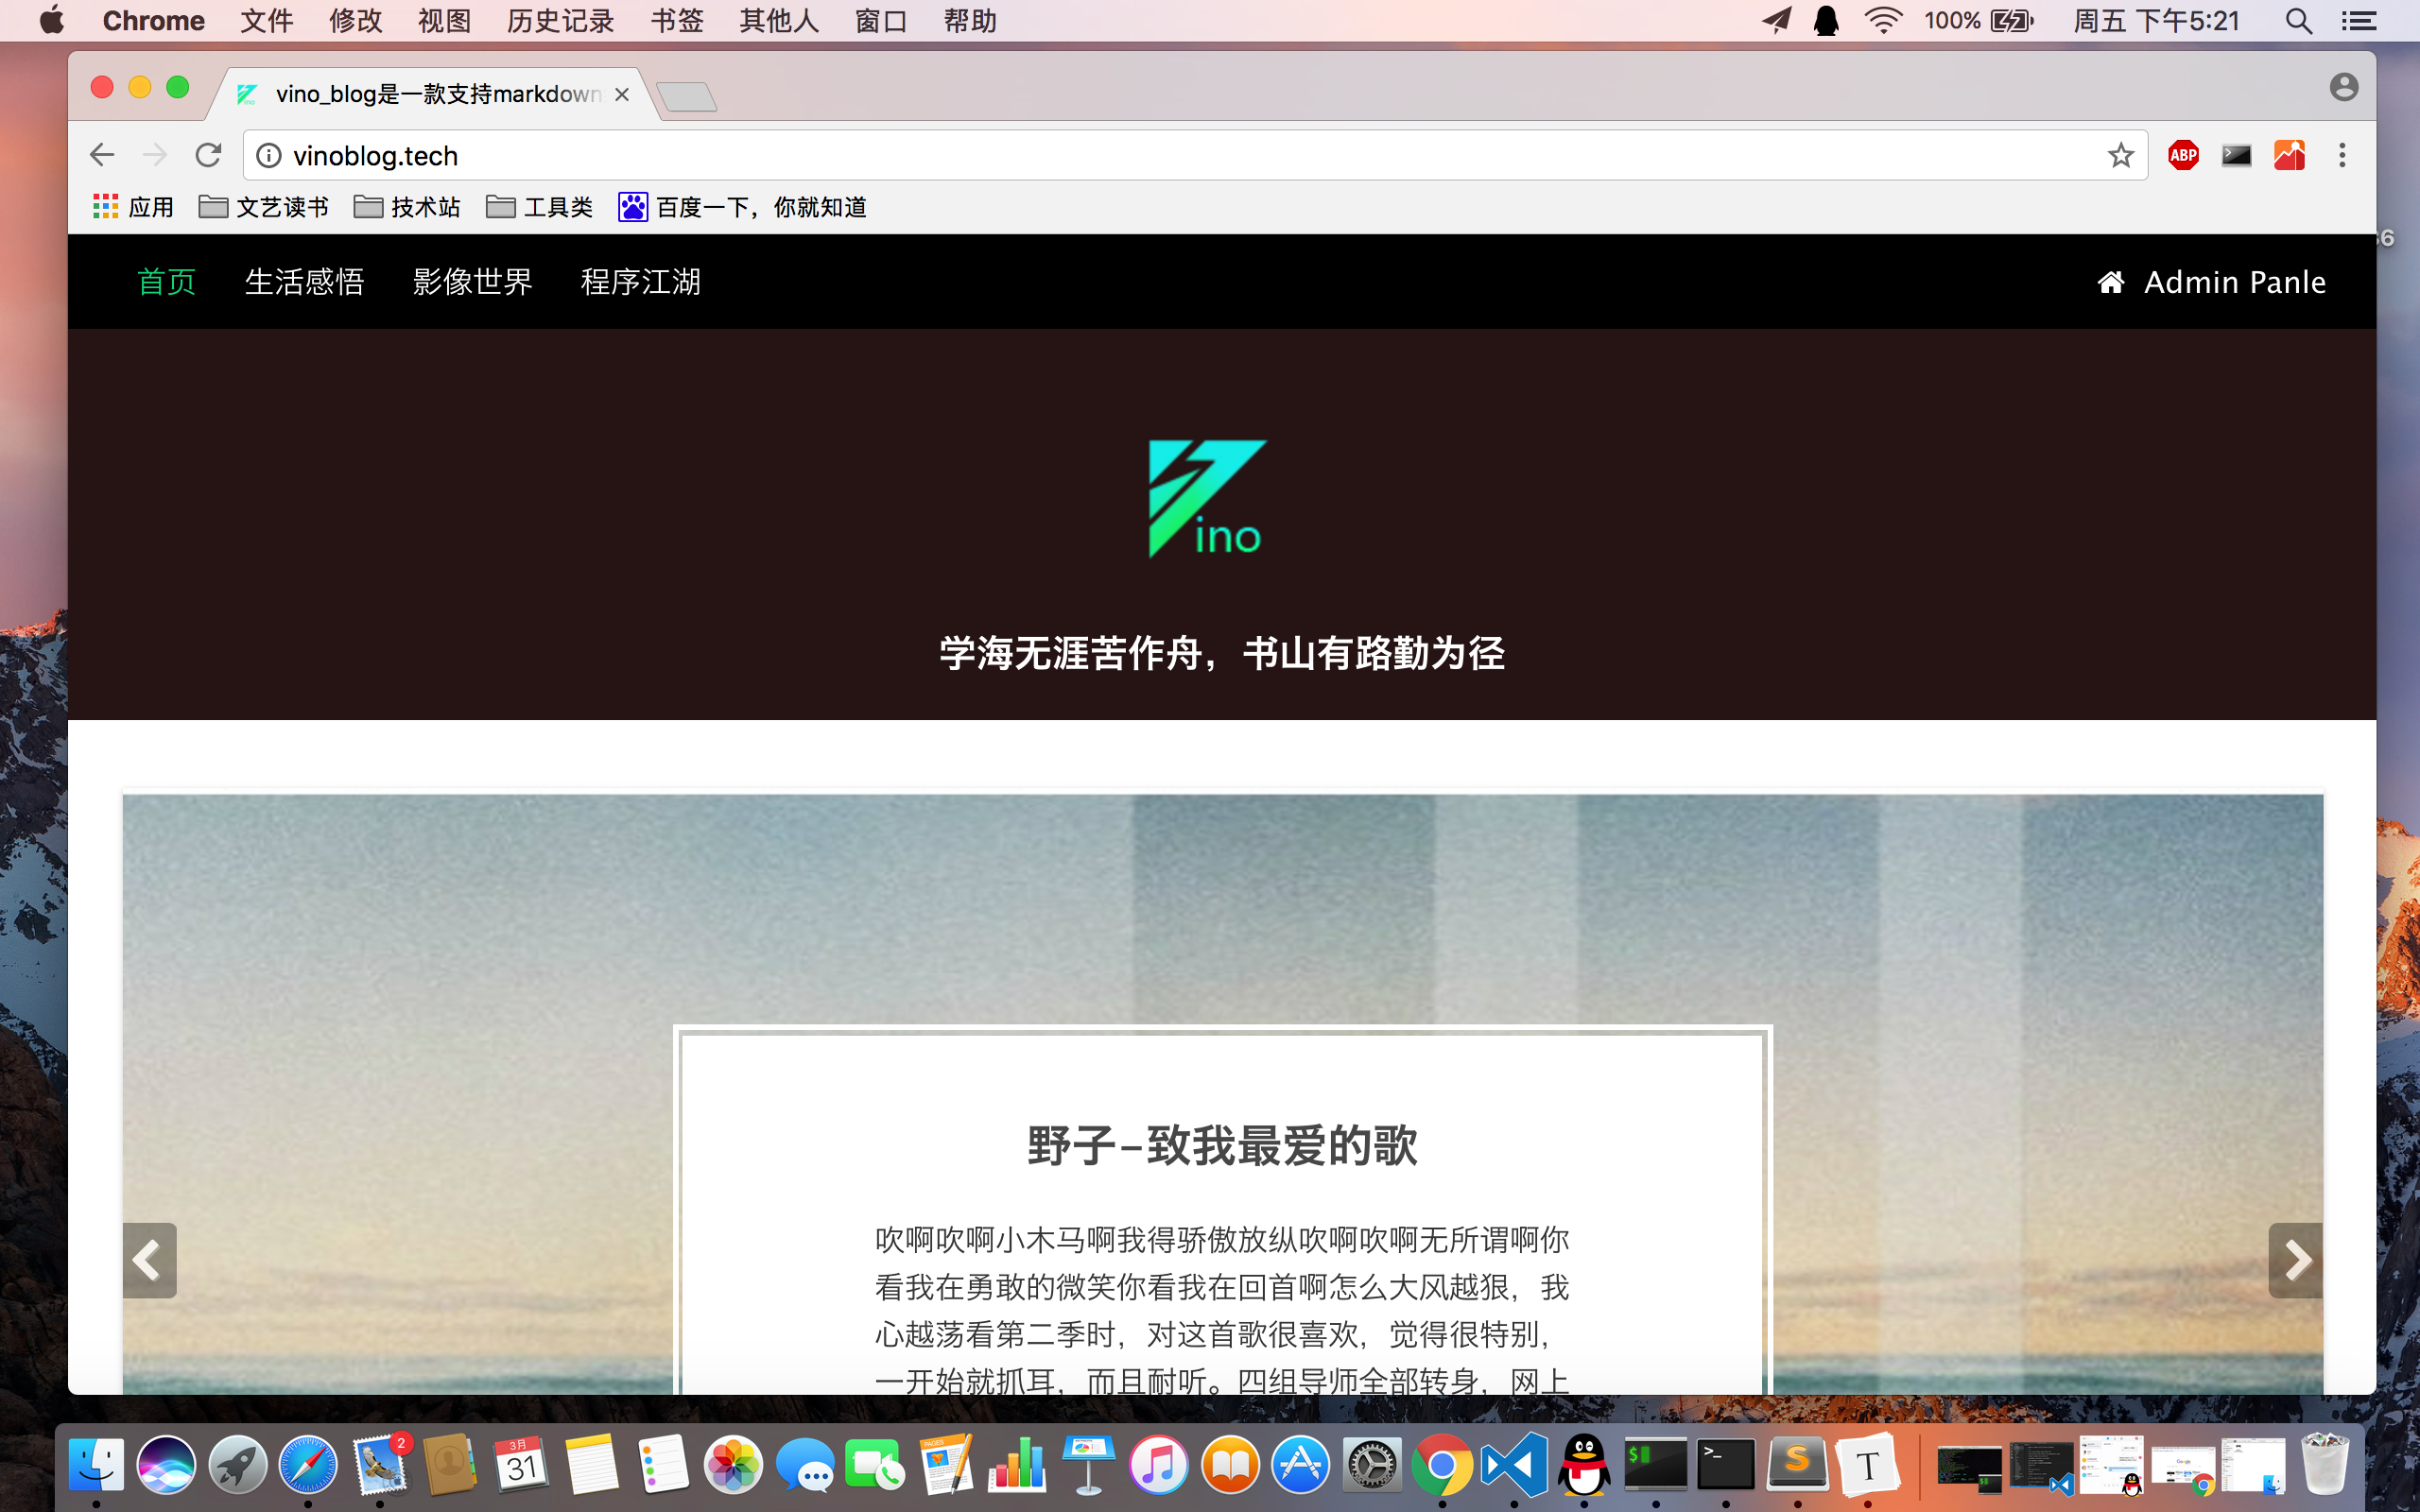 Chrome 文件 修改 视图 历史记录 书签 其他人 窗口 帮助 100% 周五 下午5:21
vino_blog是一款支持markdown
vinoblog.tech ABP
应用 文艺读书 技术站 工具类 百度一下，你就知道
首页 生活感悟 影像世界 程序江湖 Admin Panle
ino
学海无涯苦作舟，书山有路勤为径
野子-致我最爱的歌
吹啊吹啊小木马啊我得骄傲放纵吹啊吹啊无所谓啊你
看我在勇敢的微笑你看我在回首啊怎么大风越狠，我
心越荡看第二季时，对这首歌很喜欢，觉得很特别，
一开始就抓耳，而且耐听。四组导师全部转身，网上
2
3月
31
PAGES
$
>_
S
T